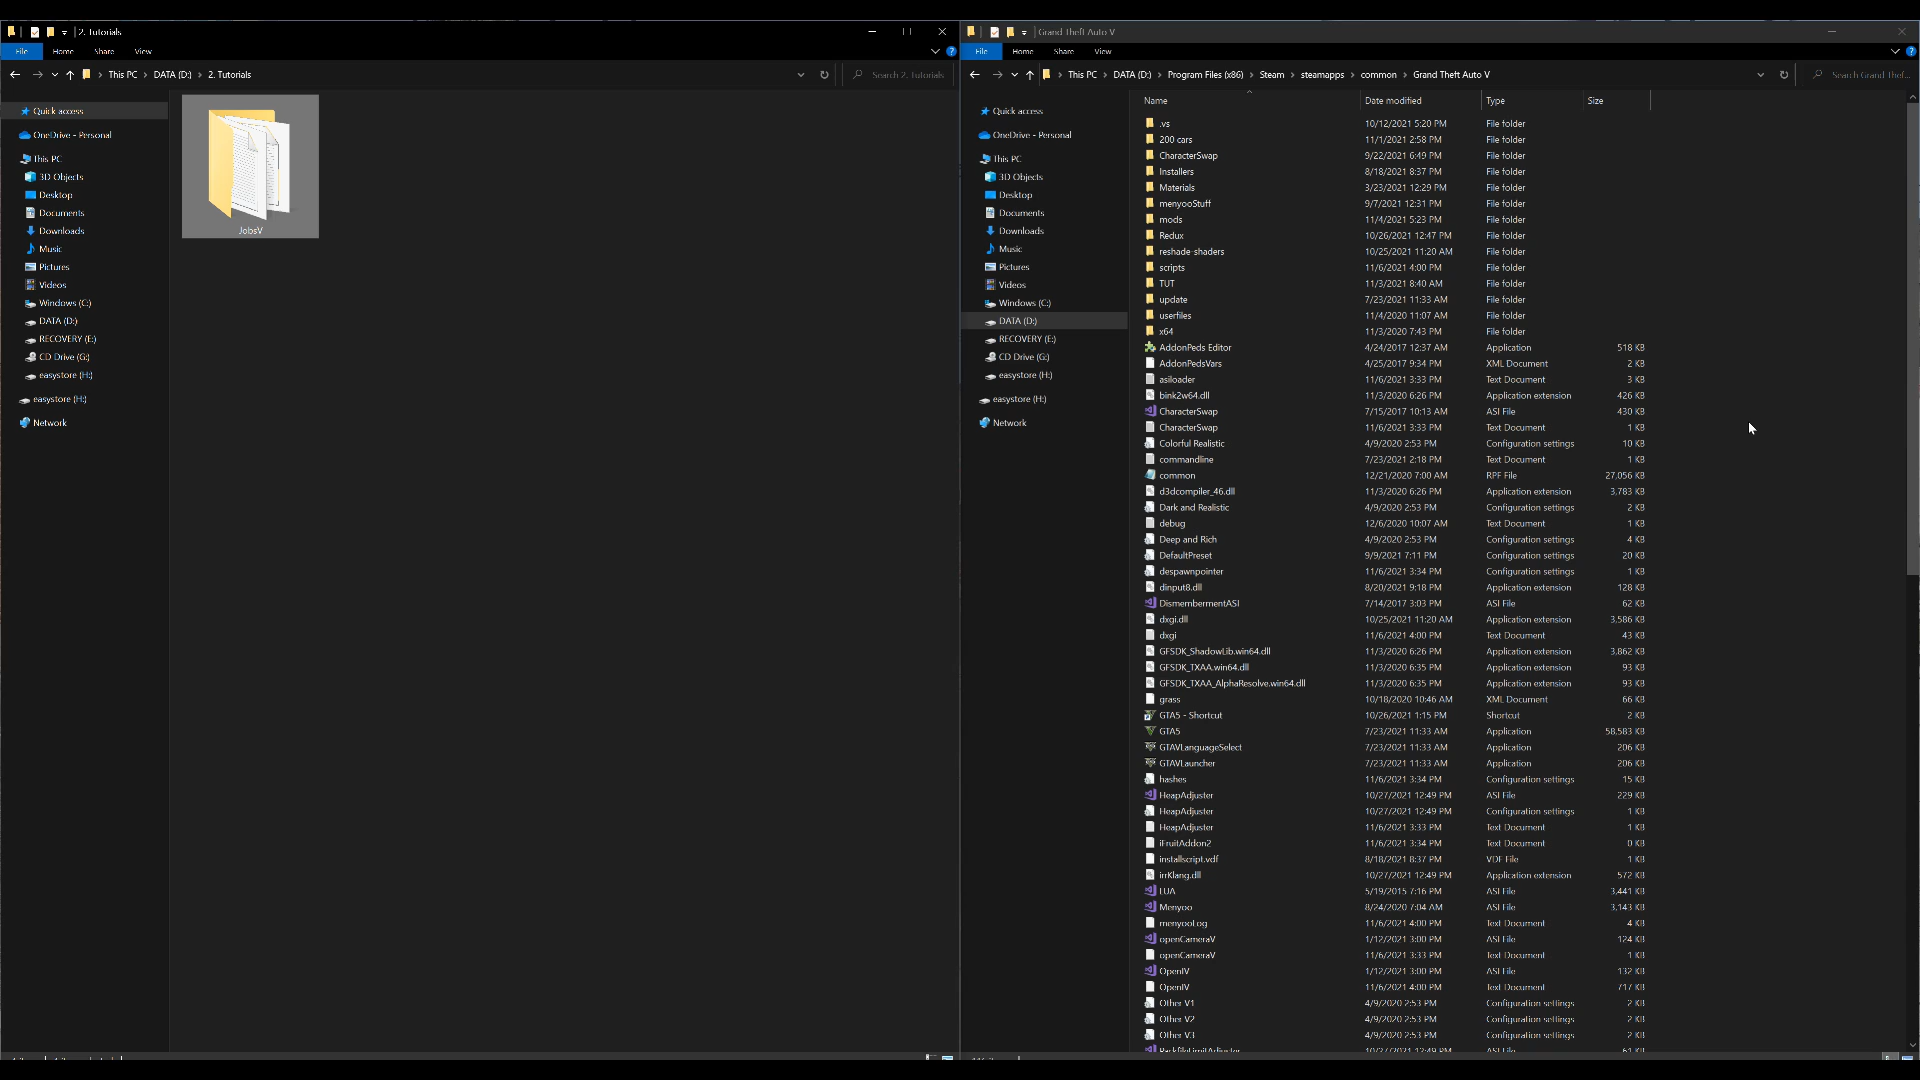 2. Tutorials
File Home Share View
This PC > DATA (D:) > 2. Tutorials
Search 2. Tutorials
Quick access
OneDrive - Personal
This PC
3D Objects
Desktop
Documents
Downloads
Music
Pictures
Videos
Windows (C:)
DATA (D:)
RECOVERY (E:)
CD Drive (G:)
easystore (H:)
easystore (H:)
Network
JobsV
Grand Theft Auto V
File Home Share View
This PC > DATA (D:) > Program Files (x86) > Steam > steamapps > common > Grand Theft Auto V
Search Grand Thef...
Quick access
OneDrive - Personal
This PC
3D Objects
Desktop
Documents
Downloads
Music
Pictures
Videos
Windows (C:)
DATA (D:)
RECOVERY (E:)
CD Drive (G:)
easystore (H:)
easystore (H:)
Network
Name Date modified Type Size
.vs 10/12/2021 5:20 PM File folder
200 cars 11/1/2021 2:58 PM File folder
CharacterSwap 9/22/2021 6:49 PM File folder
Installers 8/18/2021 8:37 PM File folder
Materials 3/23/2021 12:29 PM File folder
menyooStuff 9/7/2021 12:31 PM File folder
mods 11/4/2021 5:23 PM File folder
Redux 10/26/2021 12:47 PM File folder
reshade-shaders 10/25/2021 11:20 AM File folder
scripts 11/6/2021 4:00 PM File folder
TUT 11/3/2021 8:40 AM File folder
update 7/23/2021 11:33 AM File folder
userfiles 11/4/2020 11:07 AM File folder
x64 11/3/2020 7:43 PM File folder
AddonPeds Editor 4/24/2017 12:37 AM Application 518 KB
AddonPedsVars 4/25/2017 9:34 PM XML Document 2 KB
asiloader 11/6/2021 3:33 PM Text Document 3 KB
bink2w64.dll 11/3/2020 6:26 PM Application extension 426 KB
CharacterSwap 7/15/2017 10:13 AM ASI File 430 KB
CharacterSwap 11/6/2021 3:33 PM Text Document 1 KB
Colorful Realistic 4/9/2020 2:53 PM Configuration settings 10 KB
commandline 7/23/2021 2:18 PM Text Document 1 KB
common 12/21/2020 7:00 AM RPF File 27,056 KB
d3dcompiler_46.dll 11/3/2020 6:26 PM Application extension 3,783 KB
Dark and Realistic 4/9/2020 2:53 PM Configuration settings 2 KB
debug 12/6/2020 10:07 AM Text Document 1 KB
Deep and Rich 4/9/2020 2:53 PM Configuration settings 4 KB
DefaultPreset 9/9/2021 7:11 PM Configuration settings 20 KB
despawnpointer 11/6/2021 3:34 PM Configuration settings 1 KB
dinput8.dll 8/20/2021 9:18 PM Application extension 128 KB
DismembermentASI 7/14/2017 3:03 PM ASI File 62 KB
dxgi.dll 10/25/2021 11:20 AM Application extension 3,586 KB
dxgi 11/6/2021 4:00 PM Text Document 43 KB
GFSDK_ShadowLib.win64.dll 11/3/2020 6:26 PM Application extension 3,862 KB
GFSDK_TXAA.win64.dll 11/3/2020 6:35 PM Application extension 93 KB
GFSDK_TXAA_AlphaResolve.win64.dll 11/3/2020 6:35 PM Application extension 93 KB
grass 10/18/2020 10:46 AM XML Document 66 KB
GTA5 - Shortcut 10/26/2021 1:15 PM Shortcut 2 KB
GTA5 7/23/2021 11:33 AM Application 58,583 KB
GTAVLanguageSelect 7/23/2021 11:33 AM Application 206 KB
GTAVLauncher 7/23/2021 11:33 AM Application 206 KB
hashes 11/6/2021 3:34 PM Configuration settings 15 KB
HeapAdjuster 10/27/2021 12:49 PM ASI File 229 KB
HeapAdjuster 10/27/2021 12:49 PM Configuration settings 1 KB
HeapAdjuster 11/6/2021 3:33 PM Text Document 1 KB
iFruitAddon2 11/6/2021 3:34 PM Text Document 0 KB
installscript.vdf 8/18/2021 8:37 PM VDF File 1 KB
irrKlang.dll 10/27/2021 12:49 PM Application extension 572 KB
LUA 5/19/2015 7:16 PM ASI File 3,441 KB
Menyoo 8/24/2020 7:04 AM ASI File 3,143 KB
menyooLog 11/6/2021 4:00 PM Text Document 4 KB
openCameraV 1/12/2021 3:00 PM ASI File 124 KB
openCameraV 11/6/2021 3:33 PM Text Document 1 KB
OpenIV 1/12/2021 3:00 PM ASI File 132 KB
OpenIV 11/6/2021 4:00 PM Text Document 717 KB
Other V1 4/9/2020 2:53 PM Configuration settings 2 KB
Other V2 4/9/2020 2:53 PM Configuration settings 2 KB
Other V3 4/9/2020 2:53 PM Configuration settings 2 KB
PackfileLimitAdjuster 10/27/2021 12:49 PM ASI File 61 KB